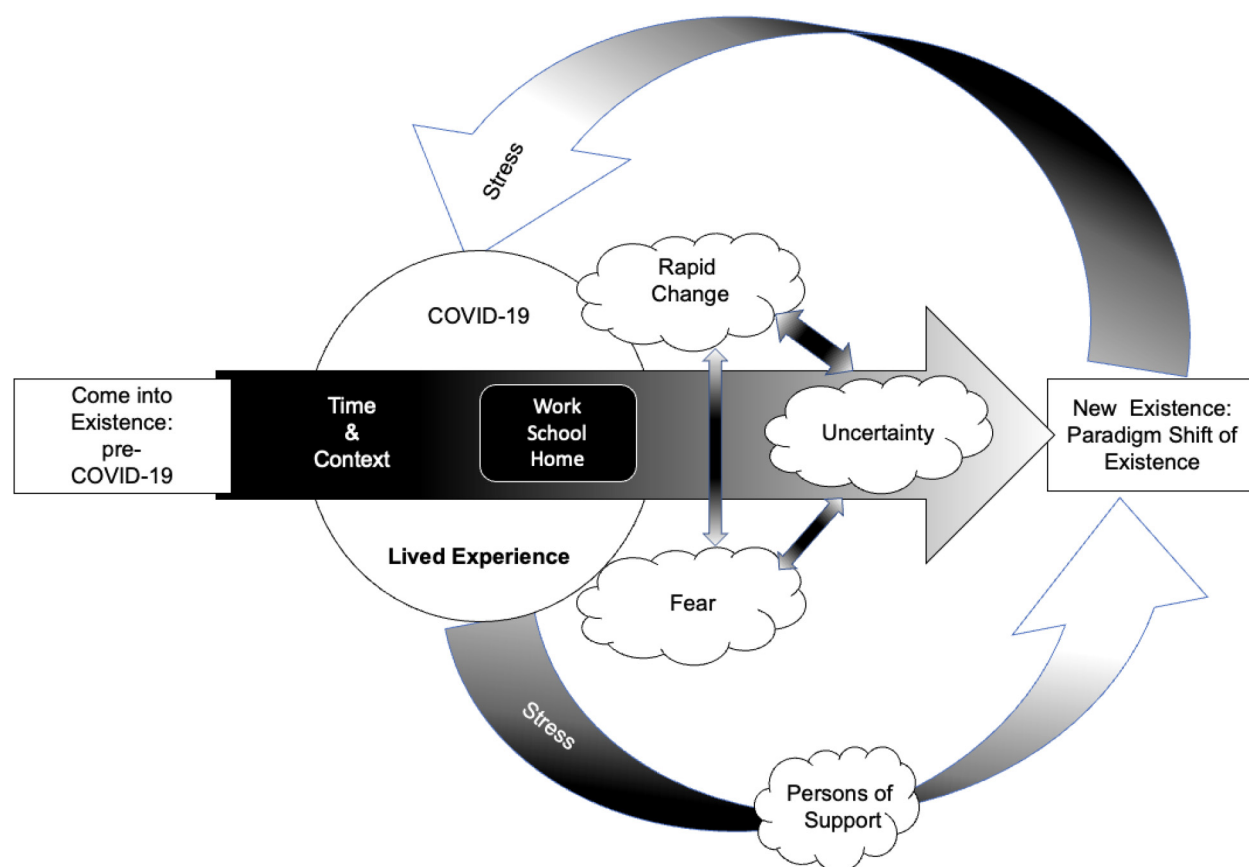 Stress
Rapid
Change
COVID-19
Come into
Existence:
pre-
COVID-19
Time
&
Context
Work
School
Home
Uncertainty
New Existence:
Paradigm Shift of
Existence
Lived Experience
Fear
Stress
Persons of
Support